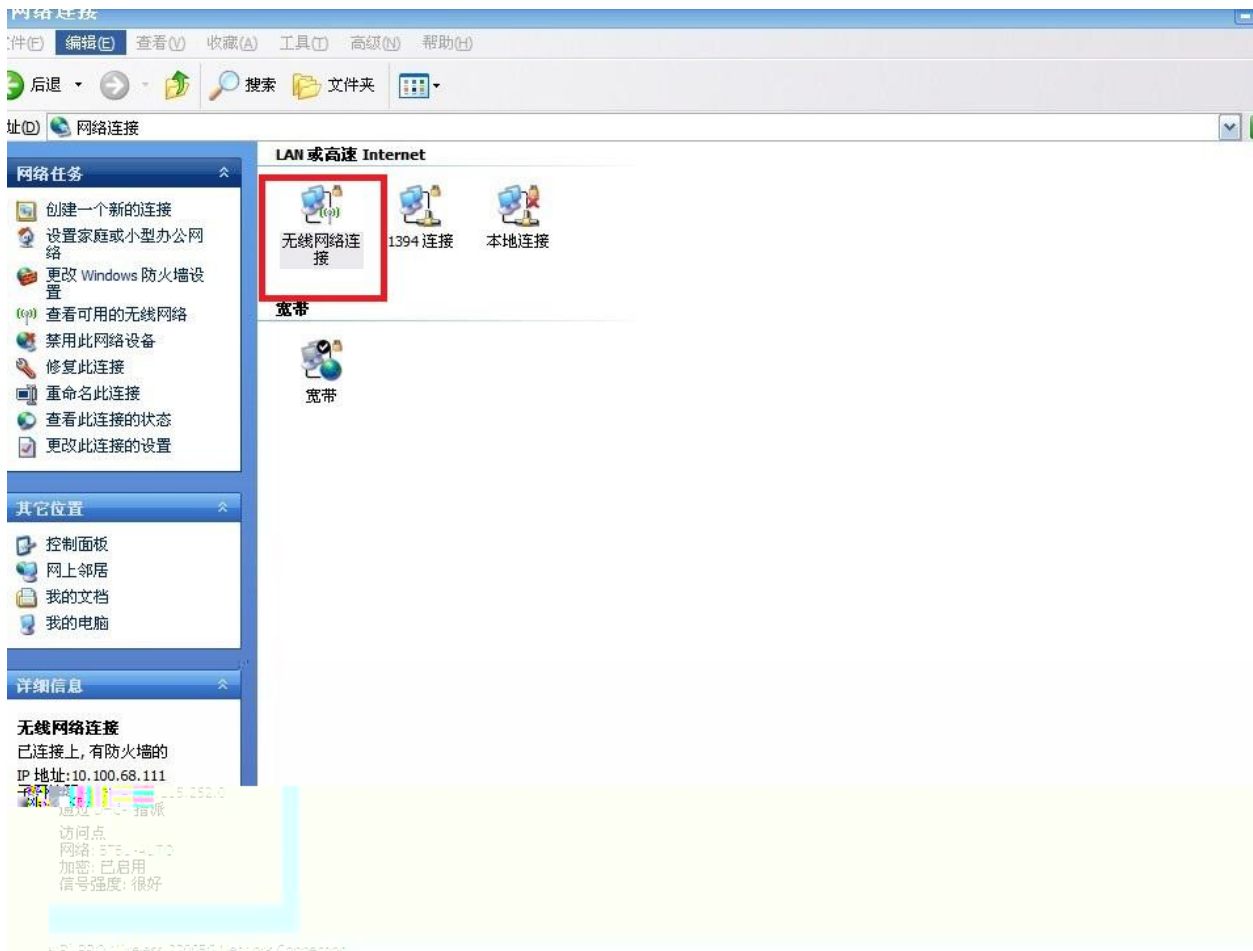 网络连接
件(F) 编辑(E) 查看(V) 收藏(A) 工具(T) 高级(N) 帮助(H)
后退 搜索 文件夹
址(D) 网络连接
网络任务
创建一个新的连接
设置家庭或小型办公网
络
更改 Windows 防火墙设
置
查看可用的无线网络
禁用此网络设备
修复此连接
重命名此连接
查看此连接的状态
更改此连接的设置
其它位置
控制面板
网上邻居
我的文档
我的电脑
详细信息
无线网络连接
已连接上, 有防火墙的
IP 地址:10.100.68.111
通过 指派
访问点
网络:
加密: 已启用
信号强度: 很好
LAN 或高速 Internet
无线网络连
接
1394 连接
本地连接
宽带
宽带